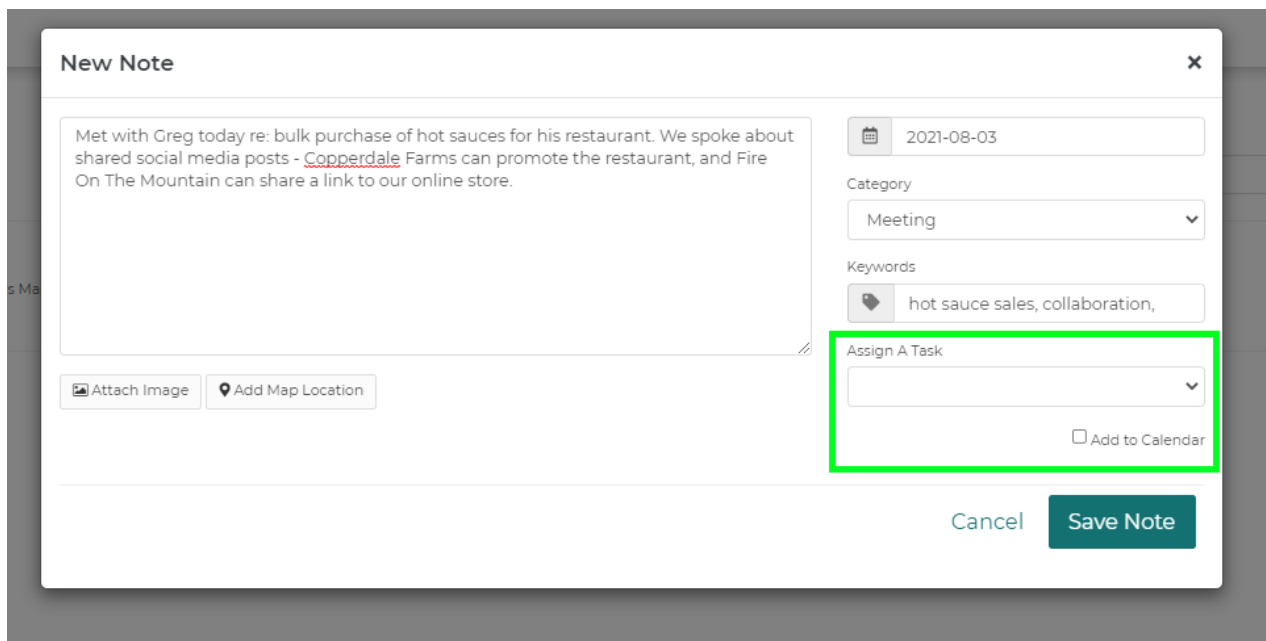 New Note
Met with Greg today re: bulk purchase of hot sauces for his restaurant. We spoke about
shared social media posts - Copperdale Farms can promote the restaurant, and Fire
On The Mountain can share a link to our online store.
Attach Image
Add Map Location
2021-08-03
Category
Meeting
Keywords
hot sauce sales, collaboration,
Assign A Task
Add to Calendar
Cancel
Save Note
s Ma